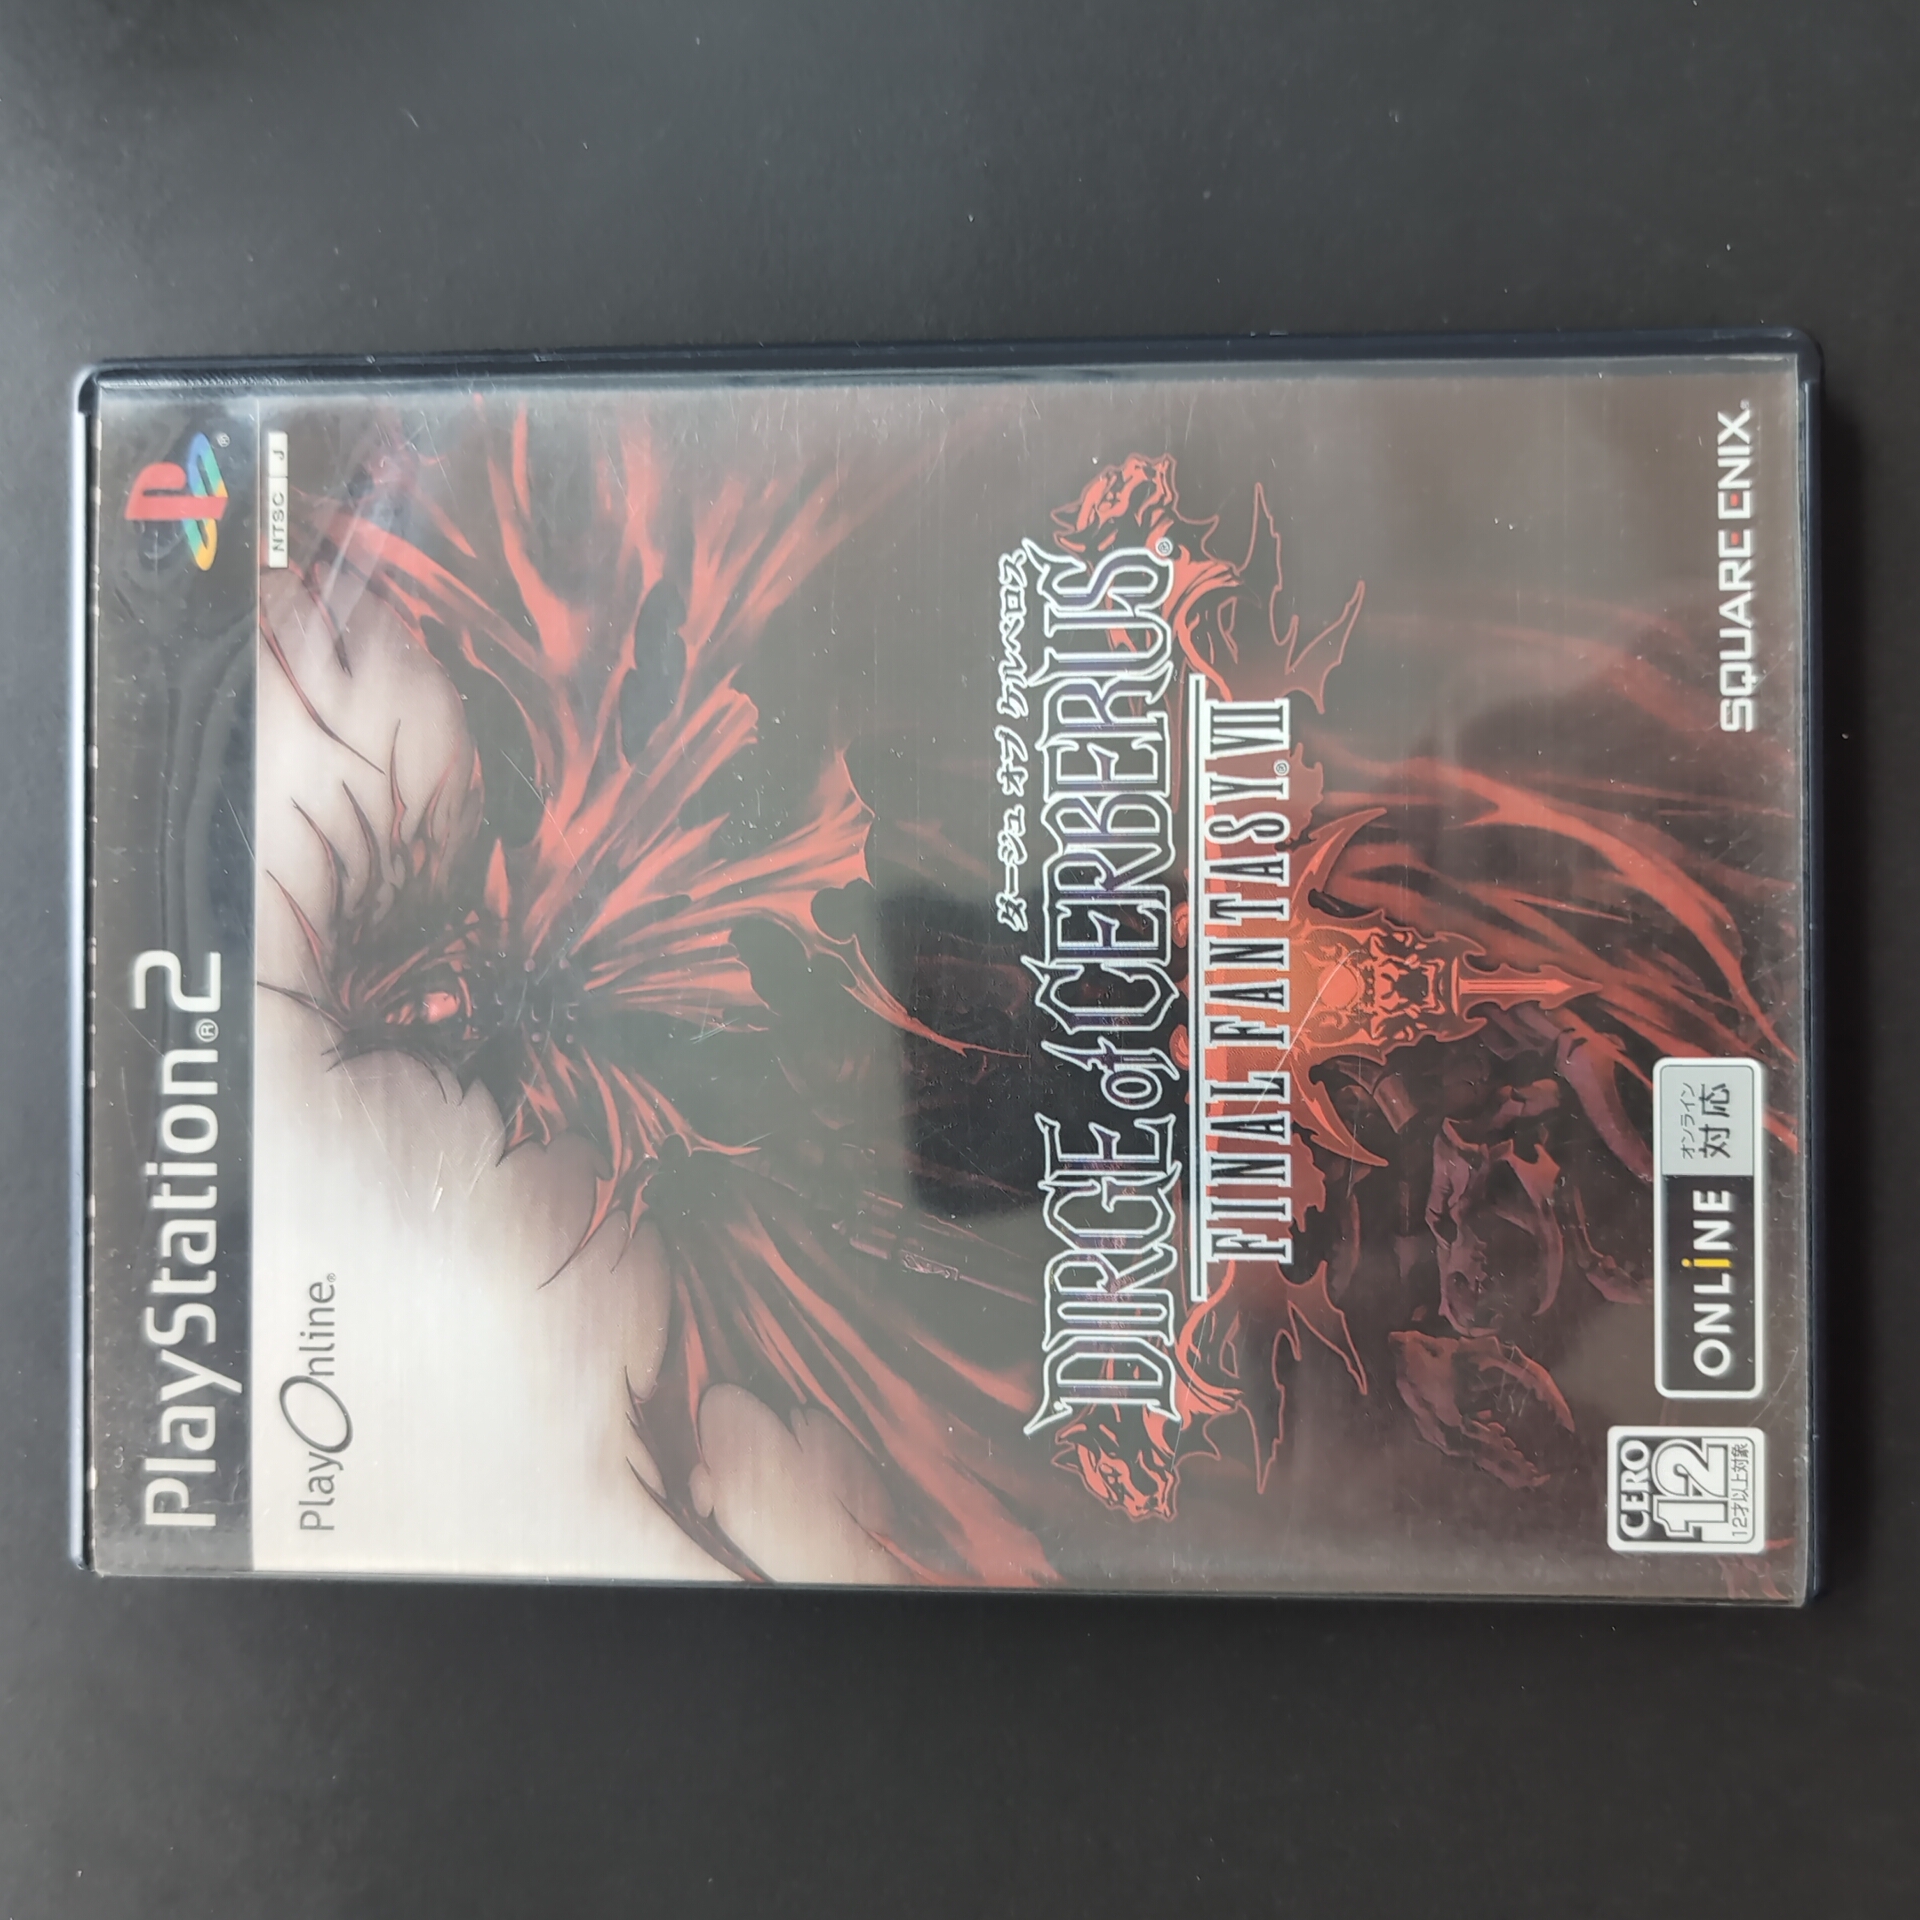 PlayStation®2
NTSC J
PlayOnline®
ダージュ オブ ケルベロス
DIRGE of CERBERUS®
FINAL FANTASY® VII
CERO
12
12才以上対象
ONLiNE
オンライン
対応
SQUARE ENIX®